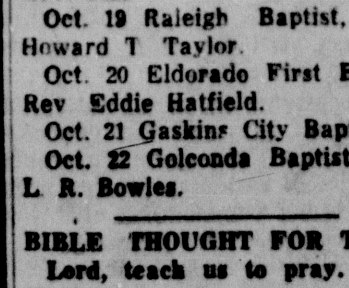 Oct. 19 Raleigh Baptist,
Howard T Taylor.
Oct. 20 Eldorado First
Rev Eddie Hatfield.
Oct. 21 Gaskins City Bap
Oct. 22 Golconda Baptist
L R. Bowles.
BIBLE THOUGHT FOR T
Lord, teach us to pray.